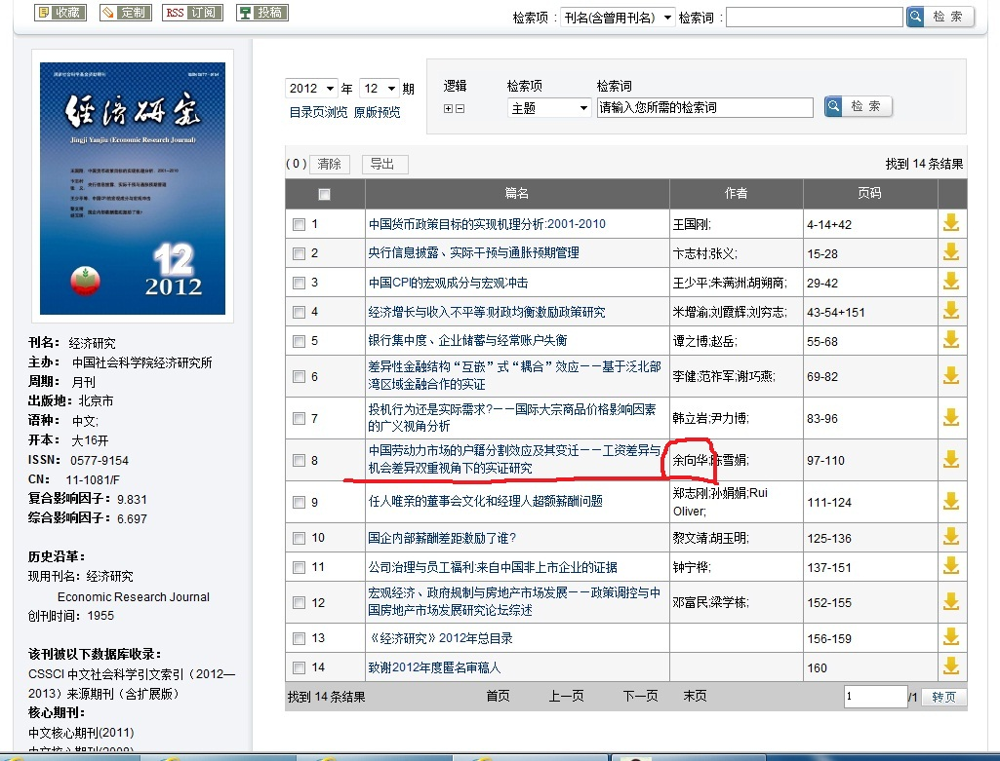 收藏 定制 RSS 订阅 投稿
检索项：刊名(含曾用刊名) 检索词： 检 索
国家社会科学基金资助期刊
经济研究
Jingji Yanjiu (Economic Research Journal)
12
2012
刊名： 经济研究
主办： 中国社会科学院经济研究所
周期： 月刊
出版地：北京市
语种： 中文;
开本： 大16开
ISSN： 0577-9154
CN： 11-1081/F
复合影响因子：9.831
综合影响因子：6.697
历史沿革：
现用刊名：经济研究
Economic Research Journal
创刊时间：1955
该刊被以下数据库收录：
CSSCI 中文社会科学引文索引（2012—
2013）来源期刊（含扩展版）
核心期刊：
中文核心期刊(2011)
中文核心期刊(2008)
2012 年 12 期
目录页浏览 原版预览
逻辑 检索项 检索词
主题 请输入您所需的检索词 检 索
(0) 清除 导出 找到 14 条结果
篇名 作者 页码
1 中国货币政策目标的实现机理分析:2001-2010 王国刚; 4-14+42
2 央行信息披露、实际干预与通胀预期管理 卞志村;张义; 15-28
3 中国CPI的宏观成分与宏观冲击 王少平;朱满洲;胡朔商; 29-42
4 经济增长与收入不平等:财政均衡激励政策研究 米增渝;刘霞辉;刘穷志; 43-54+151
5 银行集中度、企业储蓄与经常账户失衡 谭之博;赵岳; 55-68
6 差异性金融结构“互嵌”式“耦合”效应——基于泛北部
湾区域金融合作的实证 李健;范祚军;谢巧燕; 69-82
7 投机行为还是实际需求?——国际大宗商品价格影响因素
的广义视角分析 韩立岩;尹力博; 83-96
8 中国劳动力市场的户籍分割效应及其变迁——工资差异与
机会差异双重视角下的实证研究 余向华;陈雪娟; 97-110
9 任人唯亲的董事会文化和经理人超额薪酬问题 郑志刚;孙娟娟;Rui
Oliver; 111-124
10 国企内部薪酬差距激励了谁? 黎文靖;胡玉明; 125-136
11 公司治理与员工福利:来自中国非上市企业的证据 钟宁桦; 137-151
12 宏观经济、政府规制与房地产市场发展——政策调控与中
国房地产市场发展研究论坛综述 邓富民;梁学栋; 152-155
13 《经济研究》2012年总目录 156-159
14 致谢2012年度匿名审稿人 160
找到 14 条结果 首页 上一页 下一页 末页 1 /1 转页